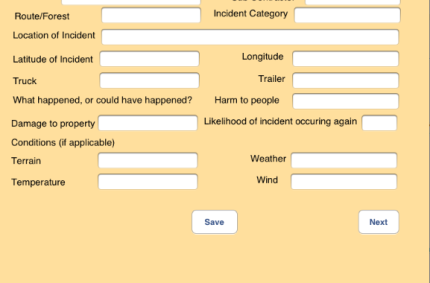 Route/Forest Incident Category
Location of Incident
Latitude of Incident Longitude
Truck Trailer
What happened, or could have happened? Harm to people
Damage to property Likelihood of incident occuring again
Conditions (if applicable)
Terrain Weather
Temperature Wind
Save Next